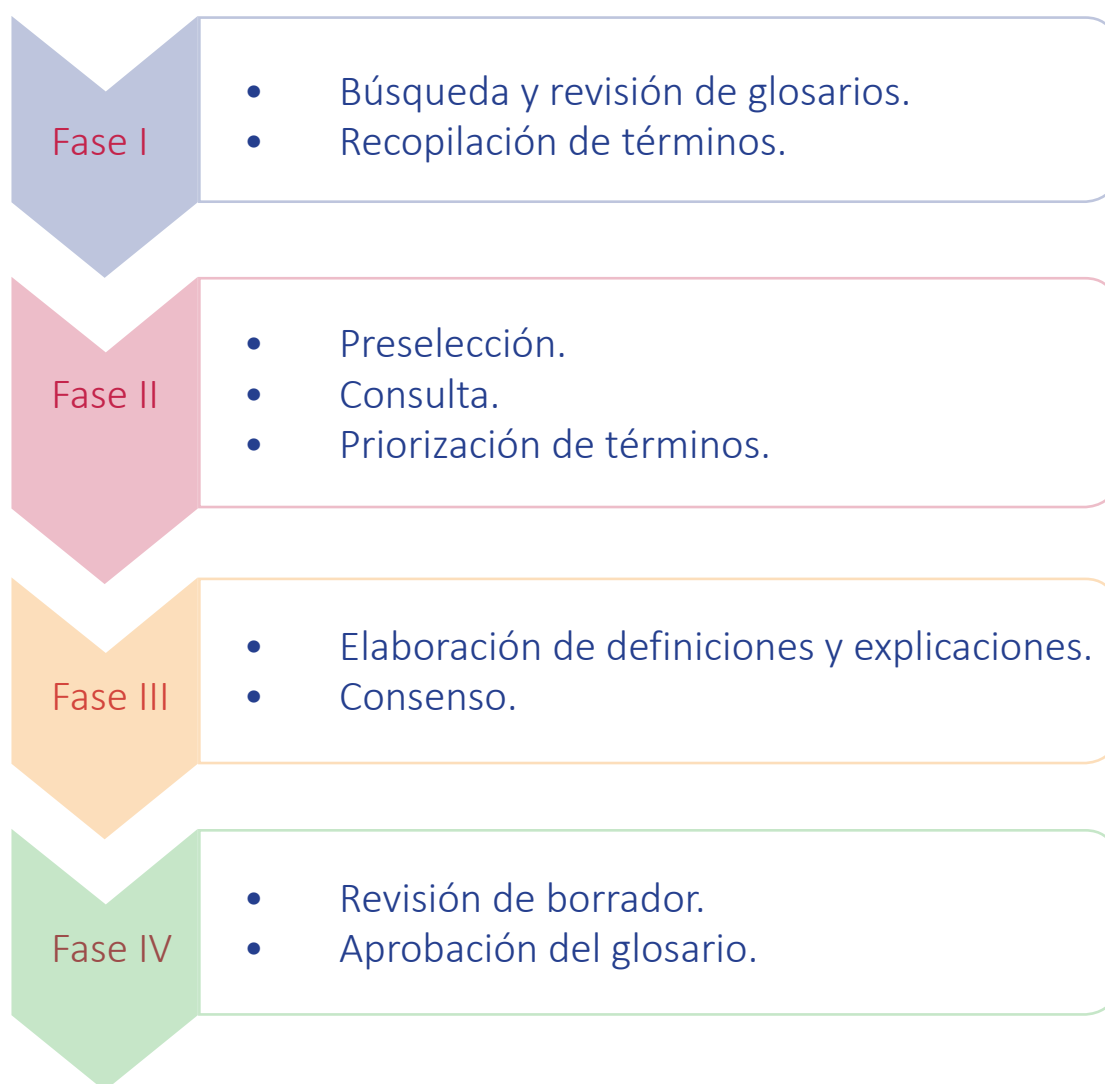 Fase I
• Búsqueda y revisión de glosarios.
• Recopilación de términos.
Fase II
• Preselección.
• Consulta.
• Priorización de términos.
Fase III
• Elaboración de definiciones y explicaciones.
• Consenso.
Fase IV
• Revisión de borrador.
• Aprobación del glosario.